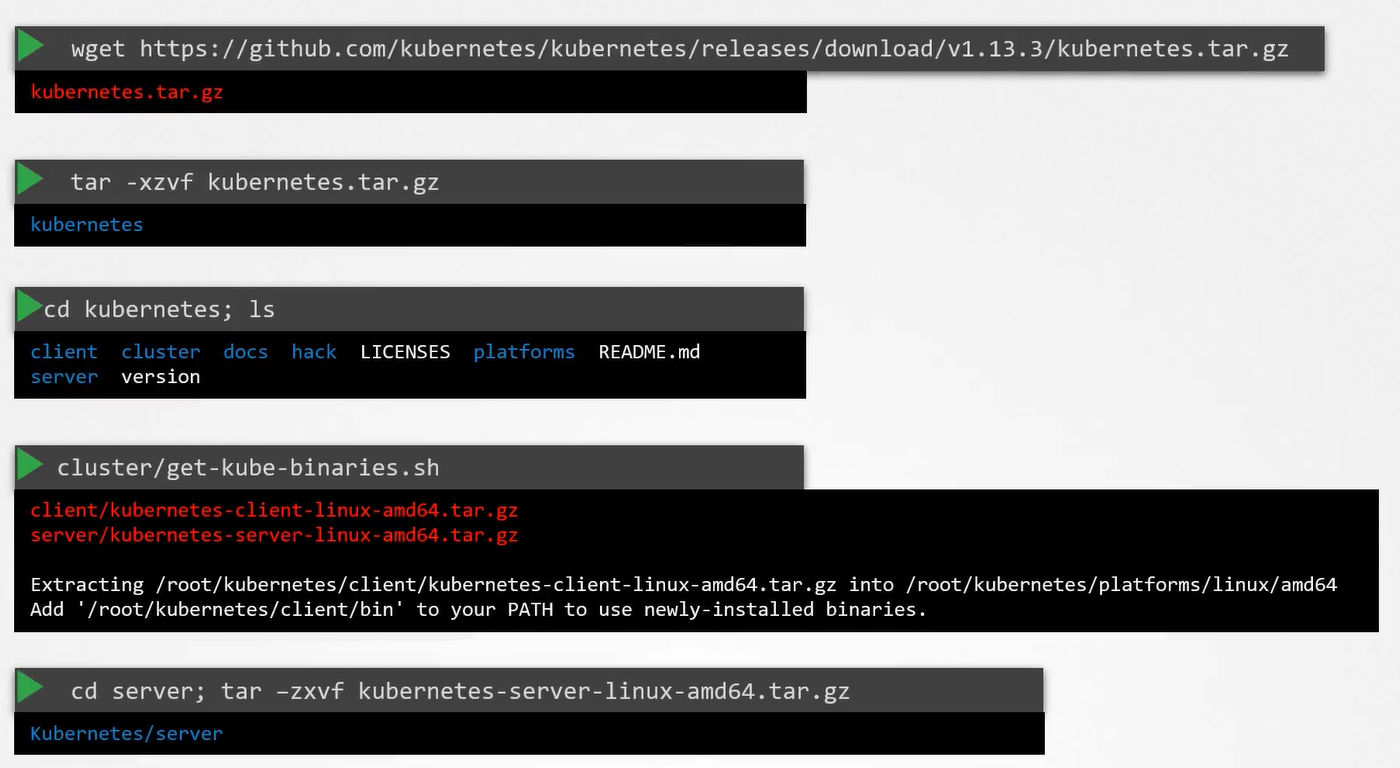 wget https://github.com/kubernetes/kubernetes/releases/download/v1.13.3/kubernetes.tar.gz
kubernetes.tar.gz
tar -xzvf kubernetes.tar.gz
kubernetes
cd kubernetes; ls
client cluster docs hack LICENSES platforms README.md
server version
cluster/get-kube-binaries.sh
client/kubernetes-client-linux-amd64.tar.gz
server/kubernetes-server-linux-amd64.tar.gz
Extracting /root/kubernetes/client/kubernetes-client-linux-amd64.tar.gz into /root/kubernetes/platforms/linux/amd64
Add '/root/kubernetes/client/bin' to your PATH to use newly-installed binaries.
cd server; tar –zxvf kubernetes-server-linux-amd64.tar.gz
Kubernetes/server